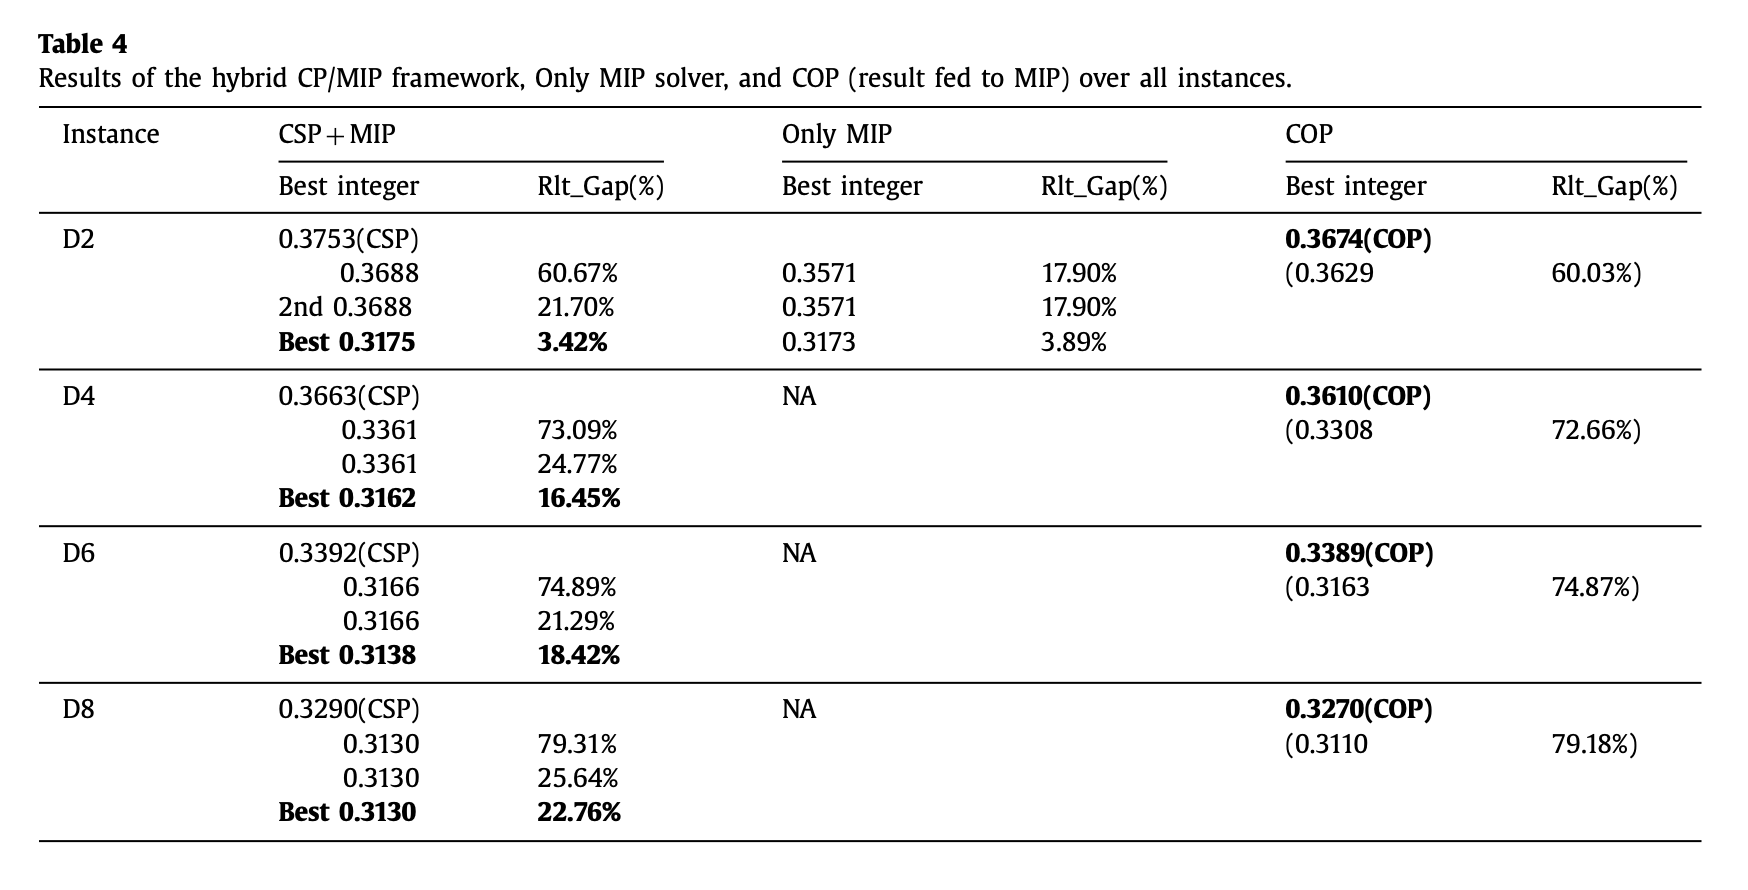 Table 4
Results of the hybrid CP/MIP framework, Only MIP solver, and COP (result fed to MIP) over all instances.
Instance CSP + MIP Only MIP COP
Best integer Rlt_Gap(%) Best integer Rlt_Gap(%) Best integer Rlt_Gap(%)
D2 0.3753(CSP) 0.3674(COP)
0.3688 60.67% 0.3571 17.90% (0.3629 60.03%)
2nd 0.3688 21.70% 0.3571 17.90%
Best 0.3175 3.42% 0.3173 3.89%
D4 0.3663(CSP) NA 0.3610(COP)
0.3361 73.09% (0.3308 72.66%)
0.3361 24.77%
Best 0.3162 16.45%
D6 0.3392(CSP) NA 0.3389(COP)
0.3166 74.89% (0.3163 74.87%)
0.3166 21.29%
Best 0.3138 18.42%
D8 0.3290(CSP) NA 0.3270(COP)
0.3130 79.31% (0.3110 79.18%)
0.3130 25.64%
Best 0.3130 22.76%